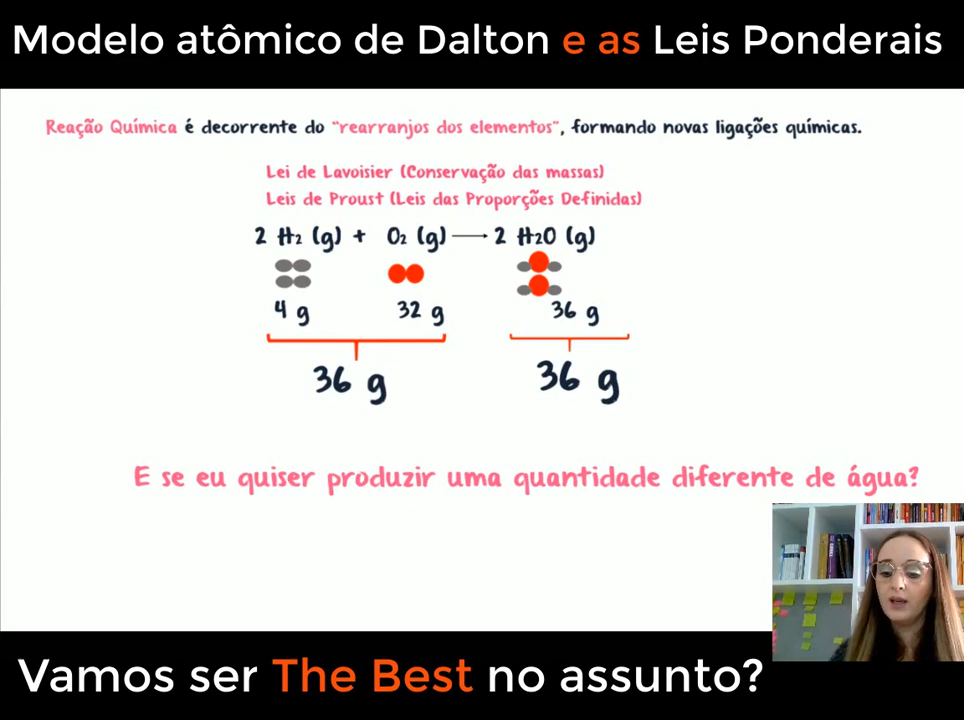 Modelo atômico de Dalton e as Leis Ponderais
Reação Química é decorrente do "rearranjos dos elementos", formando novas ligações químicas.
Lei de Lavoisier (Conservação das massas)
Leis de Proust (Leis das Proporções Definidas)
2 H2 (g) + O2 (g) → 2 H2O (g)
4 g 32 g 36 g
36 g 36 g
E se eu quiser produzir uma quantidade diferente de água?
Vamos ser The Best no assunto?